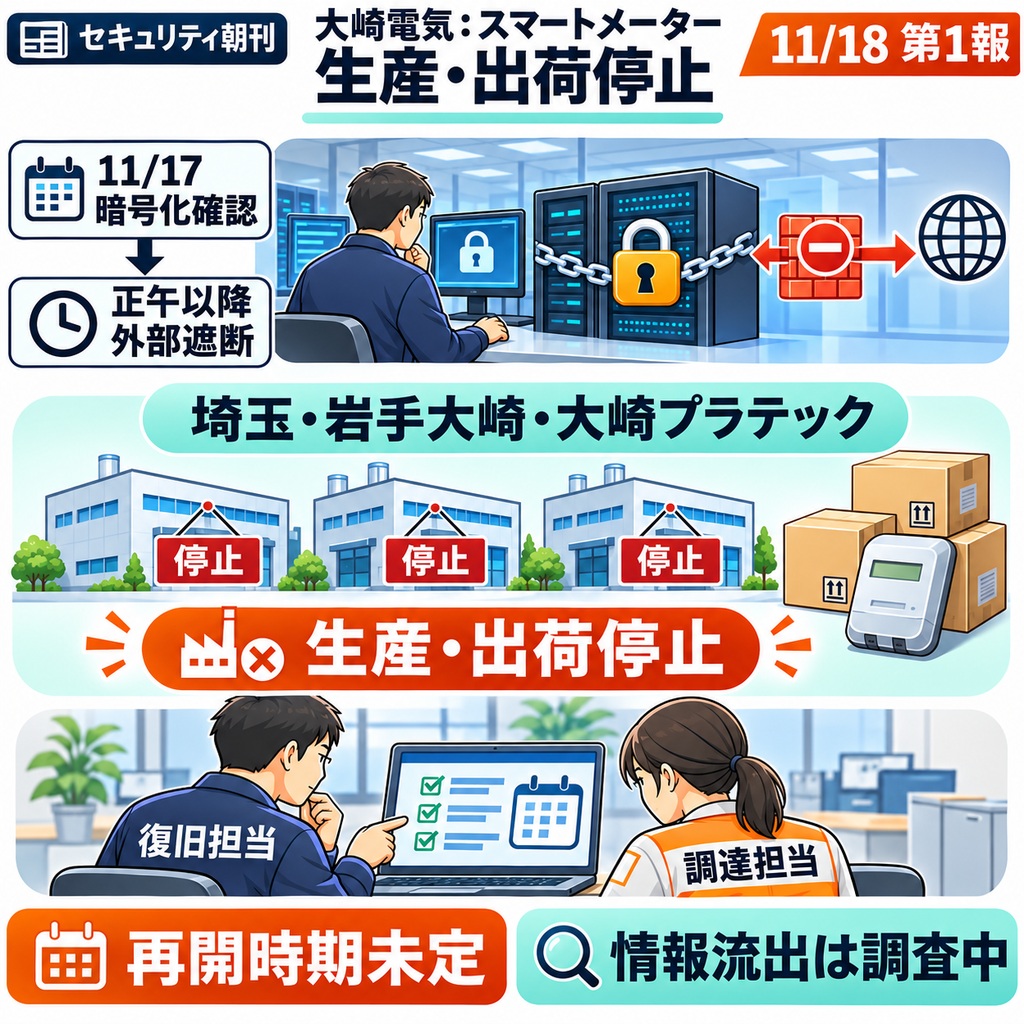 セキュリティ朝刊
大崎電気：スマートメーター
生産・出荷停止
11/18 第1報
11/17
暗号化確認
正午以降
外部遮断
埼玉・岩手大崎・大崎プラテック
停止
停止
停止
生産・出荷停止
復旧担当
調達担当
再開時期未定
情報流出は調査中